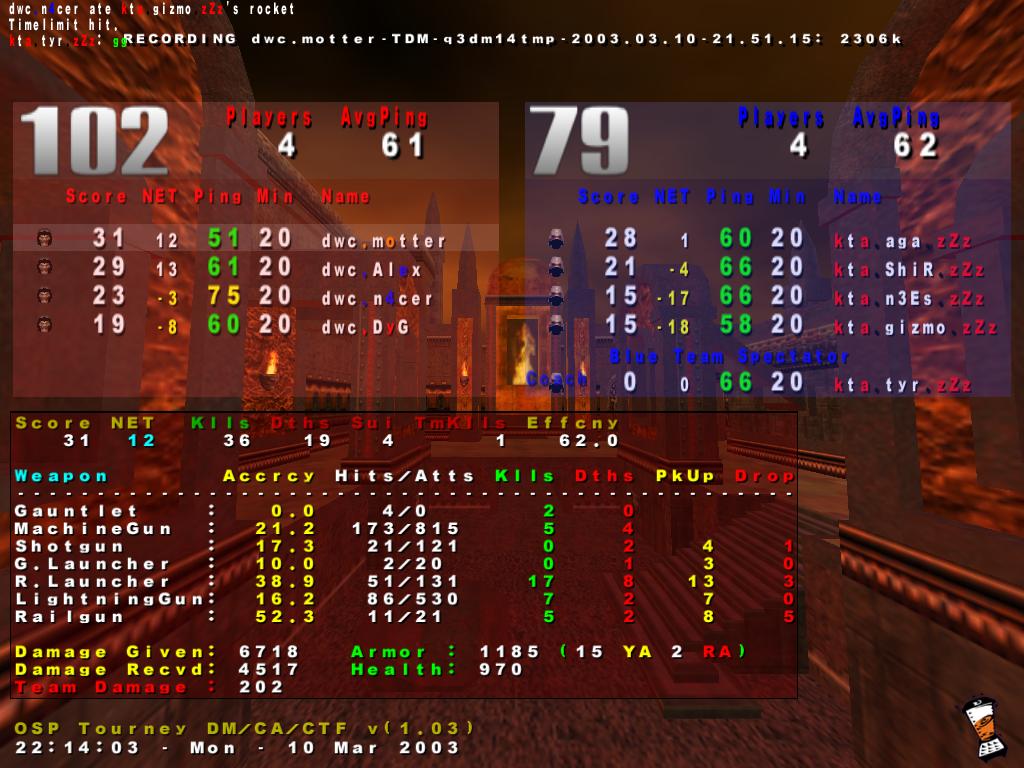 dwc.n4cer ate kta.gizmo.zZz's rocket
Timelimit hit.
kta.tyr.zZz: gg
RECORDING dwc.motter-TDM-q3dm14tmp-2003.03.10-21.51.15: 2306k
102 Players AvgPing
4 61
Score NET Ping Min Name
31 12 51 20 dwc.motter
29 13 61 20 dwc.Alex
23 -3 75 20 dwc.n4cer
19 -8 60 20 dwc.DyG
79 Players AvgPing
4 62
Score NET Ping Min Name
28 1 60 20 kta.aga.zZz
21 -4 66 20 kta.ShiR.zZz
15 -17 66 20 kta.n3Es.zZz
15 -18 58 20 kta.gizmo.zZz
Blue Team Spectator
Coach 0 0 66 20 kta.tyr.zZz
Score NET Klls Dths Sui TmKlls Effcny
31 12 36 19 4 1 62.0
Weapon Accrcy Hits/Atts Klls Dths PkUp Drop
-------------------------------------------------
Gauntlet : 0.0 4/0 2 0
MachineGun : 21.2 173/815 5 4
Shotgun : 17.3 21/121 0 2 4 1
G.Launcher : 10.0 2/20 0 1 3 0
R.Launcher : 38.9 51/131 17 8 13 3
LightningGun: 16.2 86/530 7 2 7 0
Railgun : 52.3 11/21 5 2 8 5
Damage Given: 6718 Armor : 1185 (15 YA 2 RA)
Damage Recvd: 4517 Health: 970
Team Damage : 202
OSP Tourney DM/CA/CTF v(1.03)
22:14:03 - Mon - 10 Mar 2003